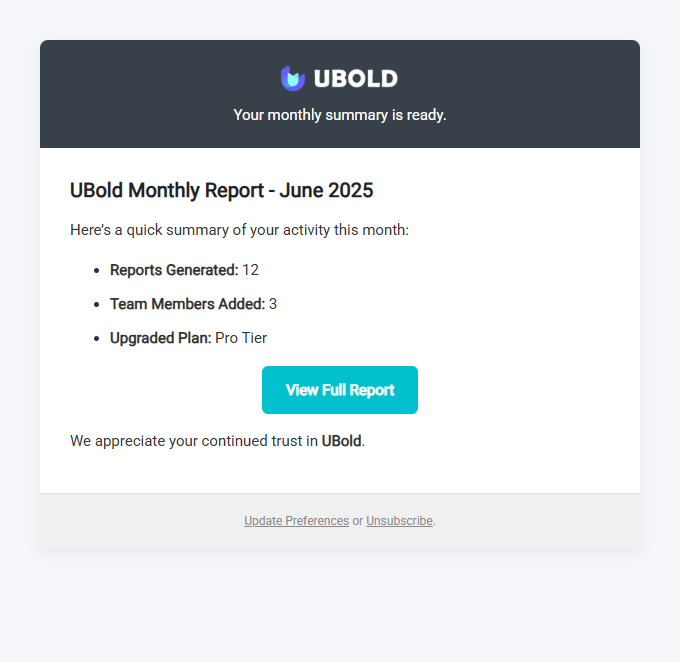 UBOLD
Your monthly summary is ready.
UBold Monthly Report - June 2025
Here’s a quick summary of your activity this month:
• Reports Generated: 12
• Team Members Added: 3
• Upgraded Plan: Pro Tier
View Full Report
We appreciate your continued trust in UBold.
Update Preferences or Unsubscribe.